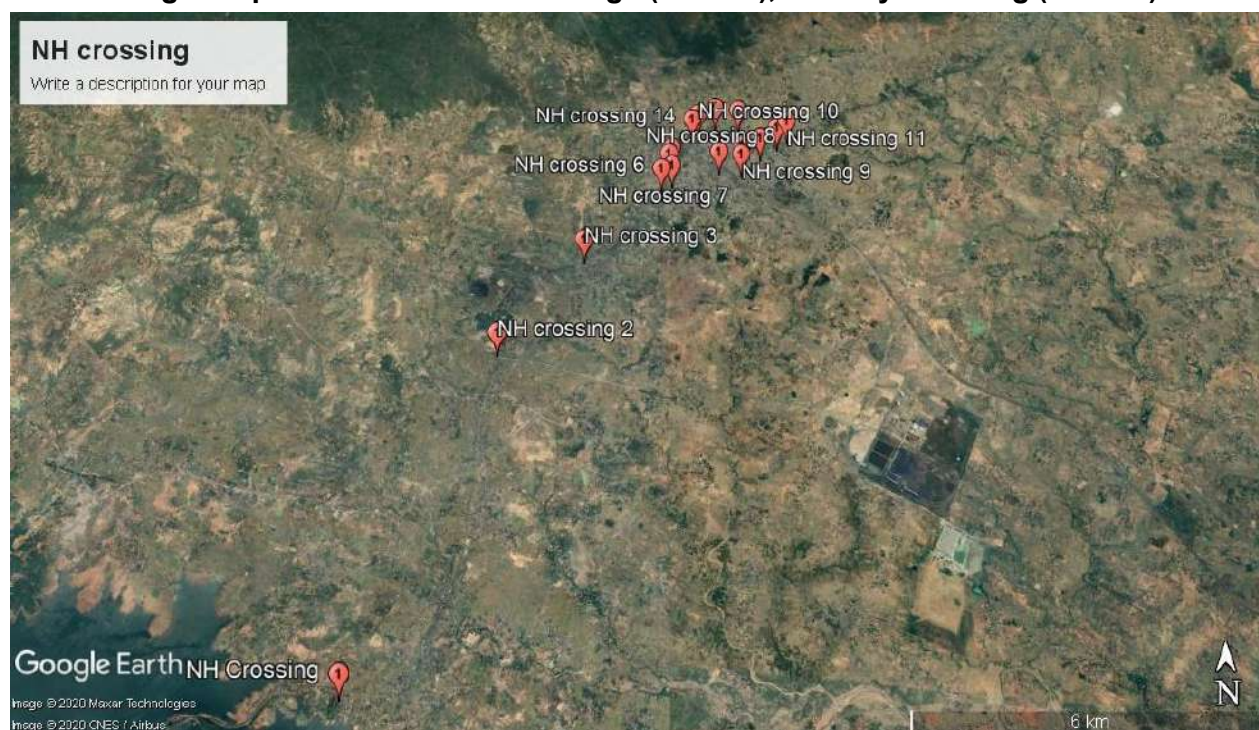 NH crossing
Write a description for your map
NH crossing 14
NH crossing 10
NH crossing 8
NH crossing 11
NH crossing 6
NH crossing 9
NH crossing 7
NH crossing 3
NH crossing 2
Google Earth
NH Crossing
1
Image © 2020 Maxar Technologies
Image © 2020 CNES / Airbus
6 km
N